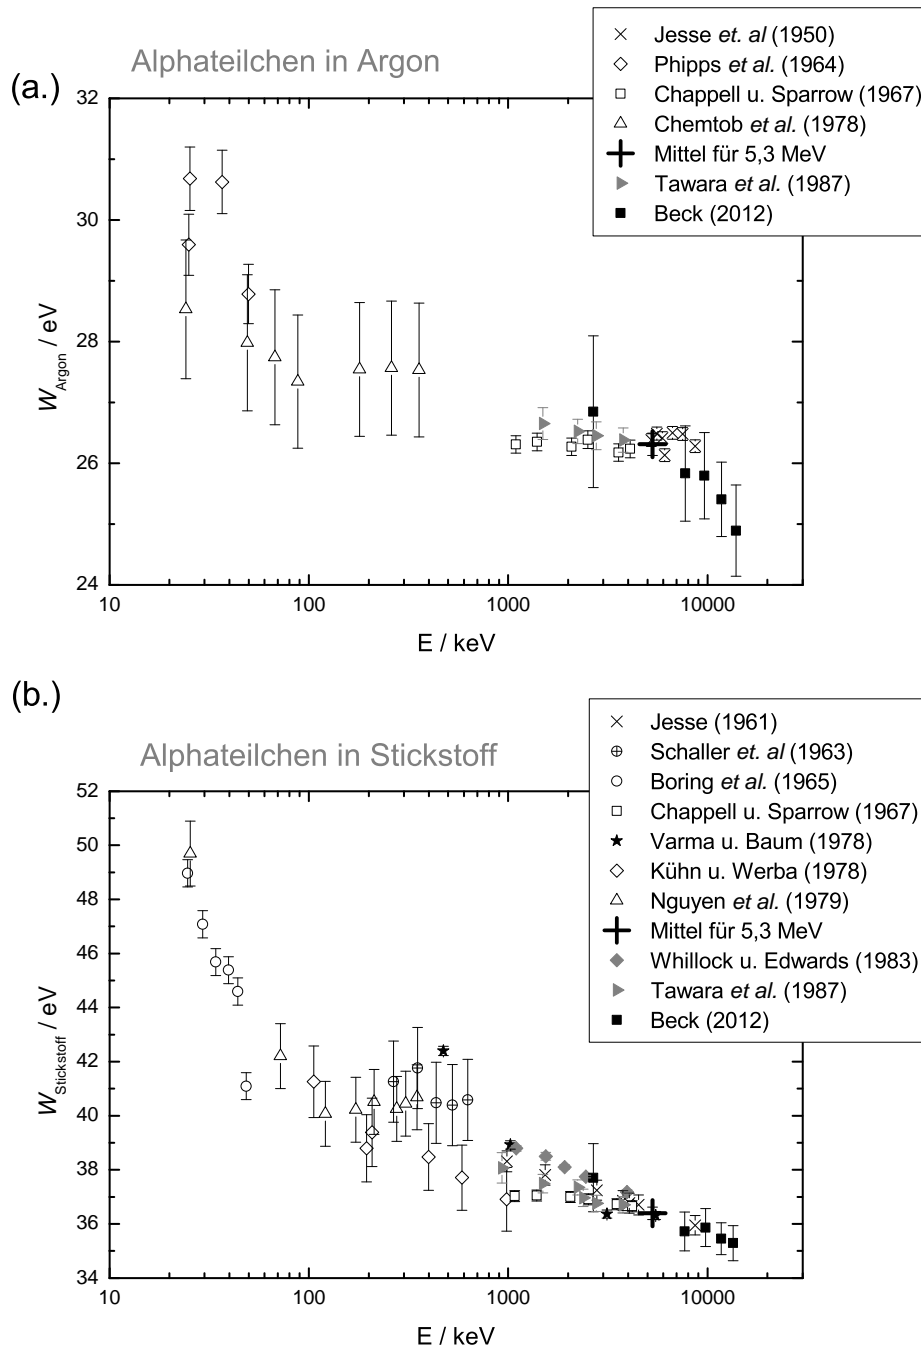 Alphateilchen in Argon
(a.)
Jesse et. al (1950)
Phipps et al. (1964)
Chappell u. Sparrow (1967)
Chemtob et al. (1978)
Mittel für 5,3 MeV
Tawara et al. (1987)
Beck (2012)
32
30
28
26
24
W Argon / eV
10 100 1000 10000
E / keV
(b.)
Alphateilchen in Stickstoff
Jesse (1961)
Schaller et. al (1963)
Boring et al. (1965)
Chappell u. Sparrow (1967)
Varma u. Baum (1978)
Kühn u. Werba (1978)
Nguyen et al. (1979)
Mittel für 5,3 MeV
Whillock u. Edwards (1983)
Tawara et al. (1987)
Beck (2012)
52
50
48
46
44
42
40
38
36
34
W Stickstoff / eV
10 100 1000 10000
E / keV